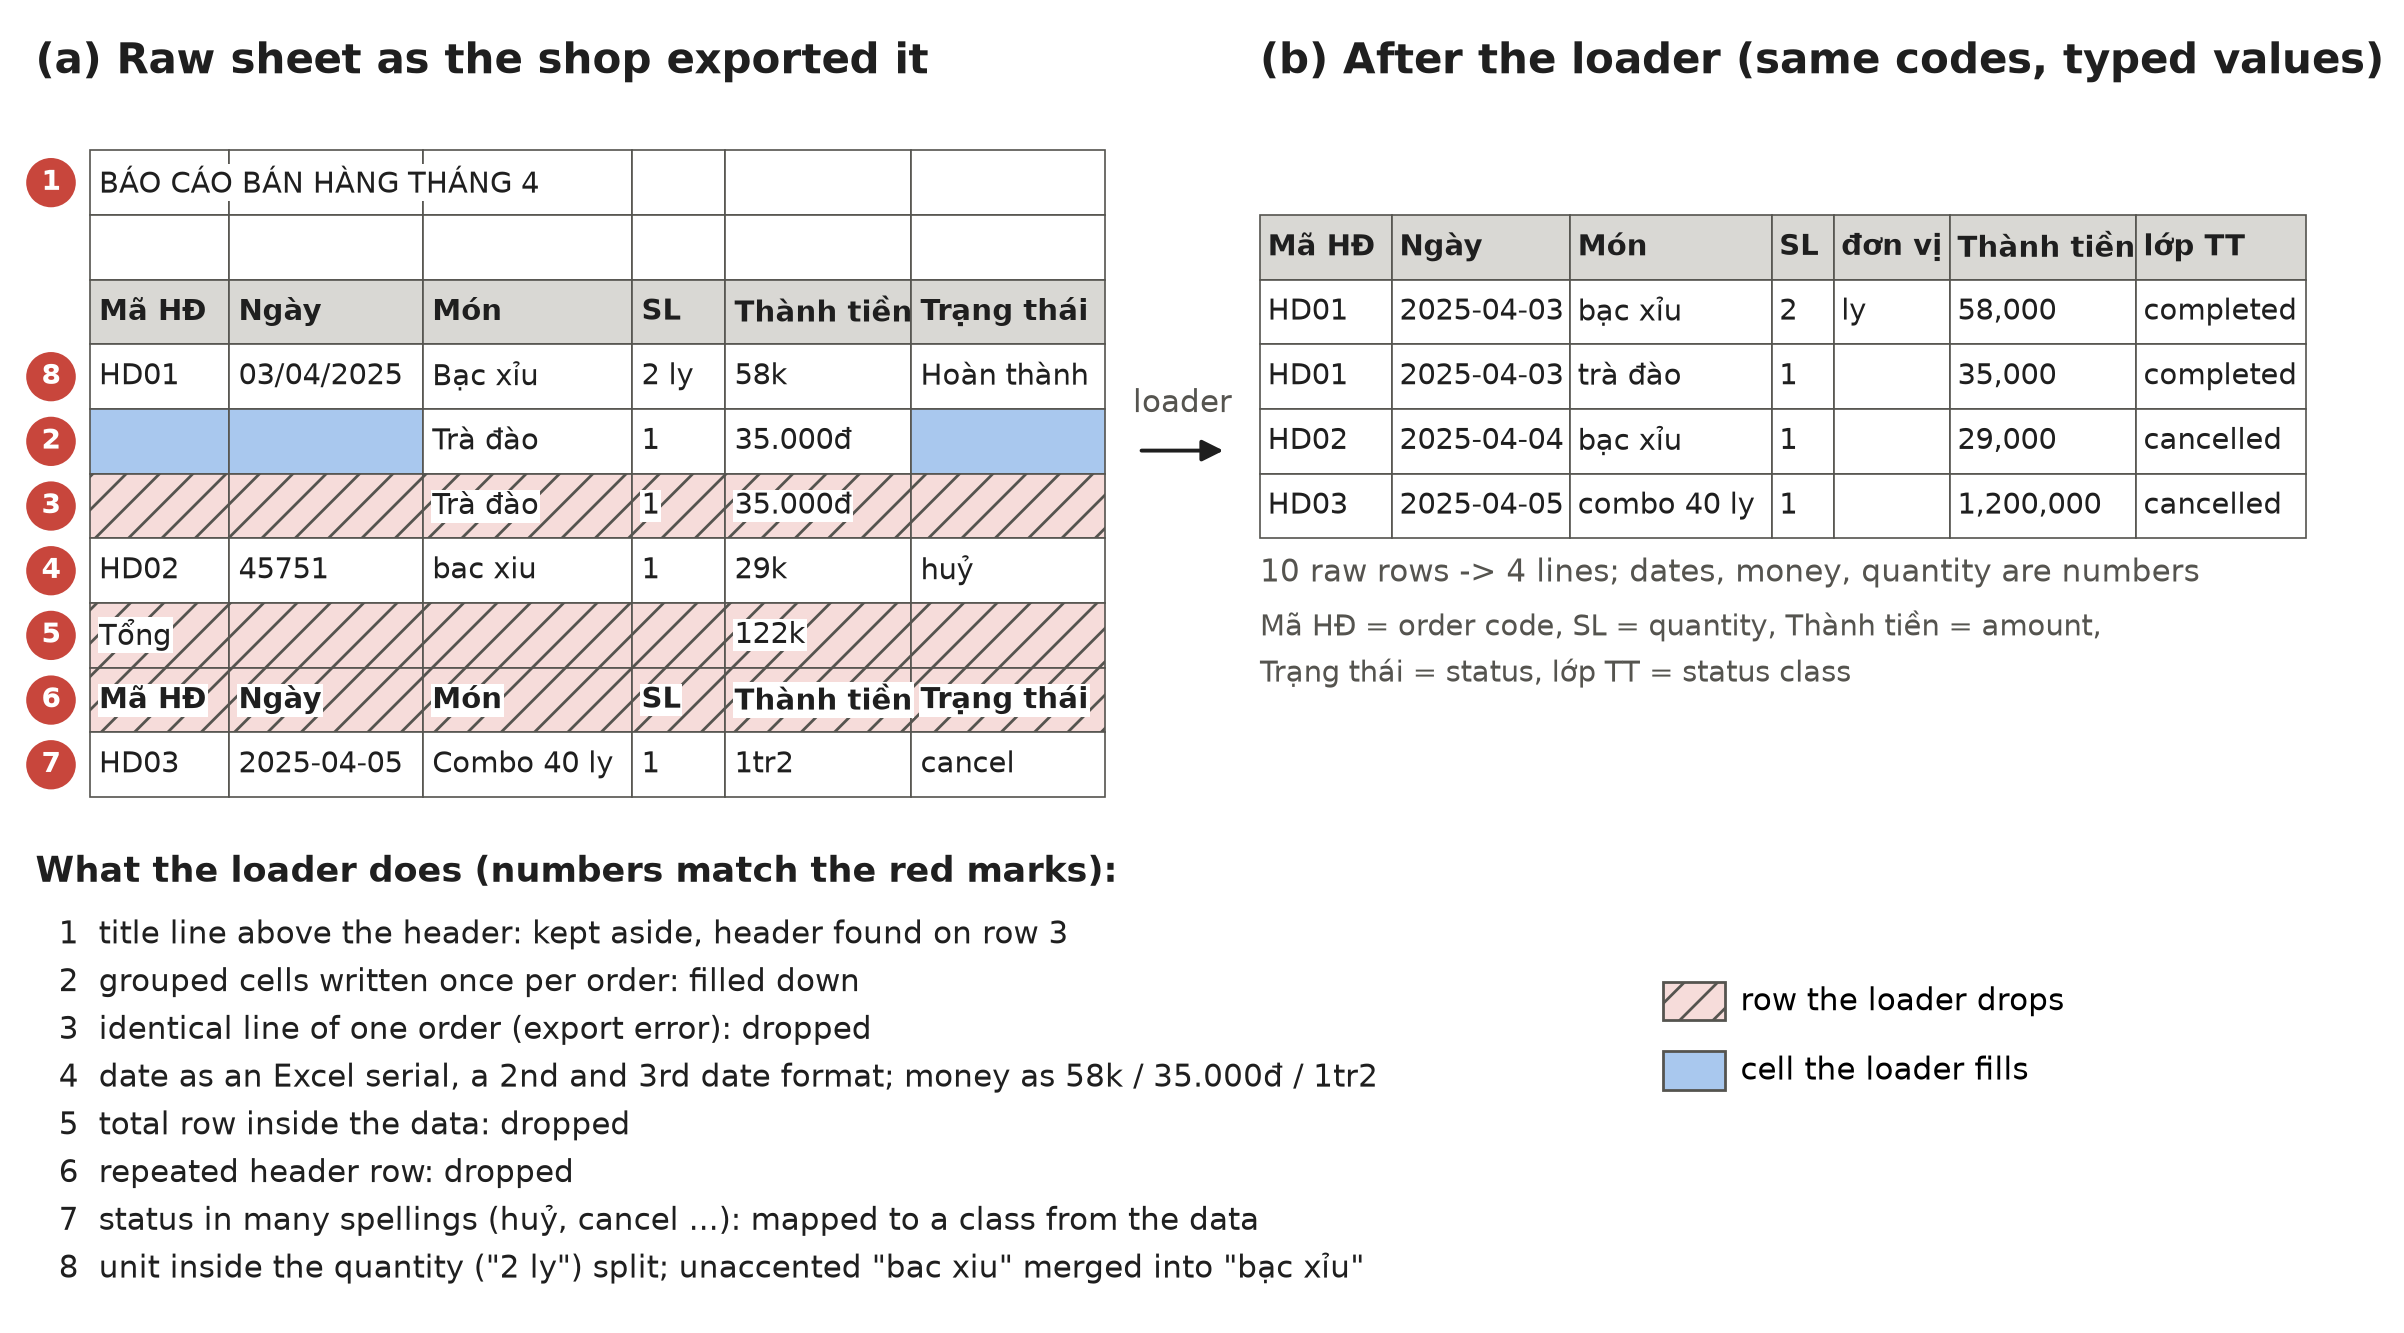 (a) Raw sheet as the shop exported it
(b) After the loader (same codes, typed values)
1 BÁO CÁO BÁN HÀNG THÁNG 4
Mã HĐ Ngày Món SL Thành tiền Trạng thái
8 HD01 03/04/2025 Bạc xỉu 2 ly 58k Hoàn thành
2 Trà đào 1 35.000đ
3 Trà đào 1 35.000đ
4 HD02 45751 bac xiu 1 29k huỷ
5 Tổng 122k
6 Mã HĐ Ngày Món SL Thành tiền Trạng thái
7 HD03 2025-04-05 Combo 40 ly 1 1tr2 cancel
loader
Mã HĐ Ngày Món SL đơn vị Thành tiền lớp TT
HD01 2025-04-03 bạc xỉu 2 ly 58,000 completed
HD01 2025-04-03 trà đào 1 35,000 completed
HD02 2025-04-04 bạc xỉu 1 29,000 cancelled
HD03 2025-04-05 combo 40 ly 1 1,200,000 cancelled
10 raw rows -> 4 lines; dates, money, quantity are numbers
Mã HĐ = order code, SL = quantity, Thành tiền = amount,
Trạng thái = status, lớp TT = status class
What the loader does (numbers match the red marks):
1 title line above the header: kept aside, header found on row 3
2 grouped cells written once per order: filled down
3 identical line of one order (export error): dropped
4 date as an Excel serial, a 2nd and 3rd date format; money as 58k / 35.000đ / 1tr2
5 total row inside the data: dropped
6 repeated header row: dropped
7 status in many spellings (huỷ, cancel ...): mapped to a class from the data
8 unit inside the quantity ("2 ly") split; unaccented "bac xiu" merged into "bạc xỉu"
row the loader drops
cell the loader fills